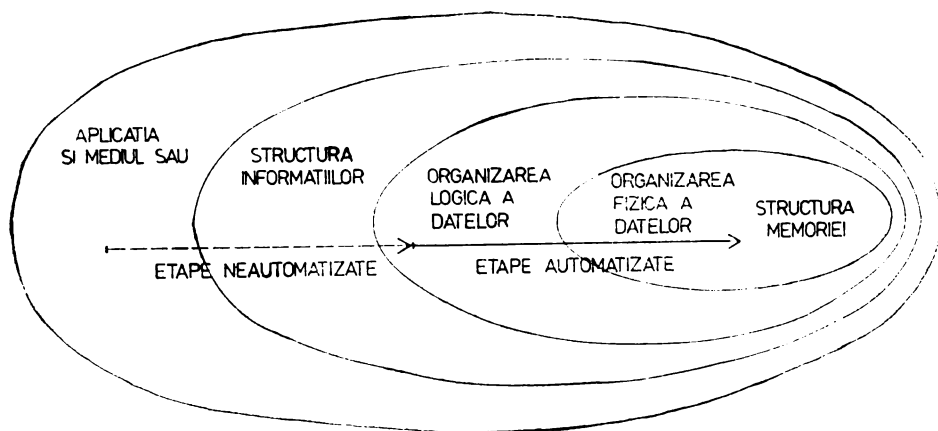 APLICATIA
SI MEDIUL SAU
STRUCTURA
INFORMATIILOR
ORGANIZAREA
LOGICA A
DATELOR
ORGANIZAREA
FIZICA A
DATELOR
STRUCTURA
MEMORIEI
ETAPE NEAUTOMATIZATE
ETAPE AUTOMATIZATE